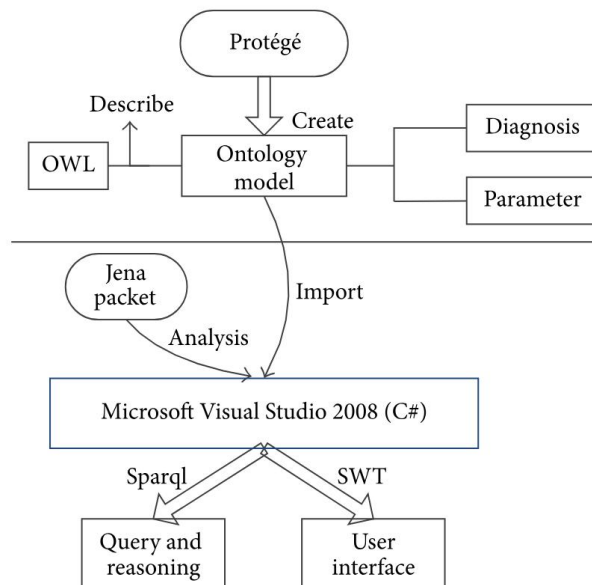 Protégé
Describe
Create
OWL
Ontology
model
Diagnosis
Parameter
Jena
packet
Import
Analysis
Microsoft Visual Studio 2008 (C#)
Sparql
SWT
Query and
reasoning
User
interface